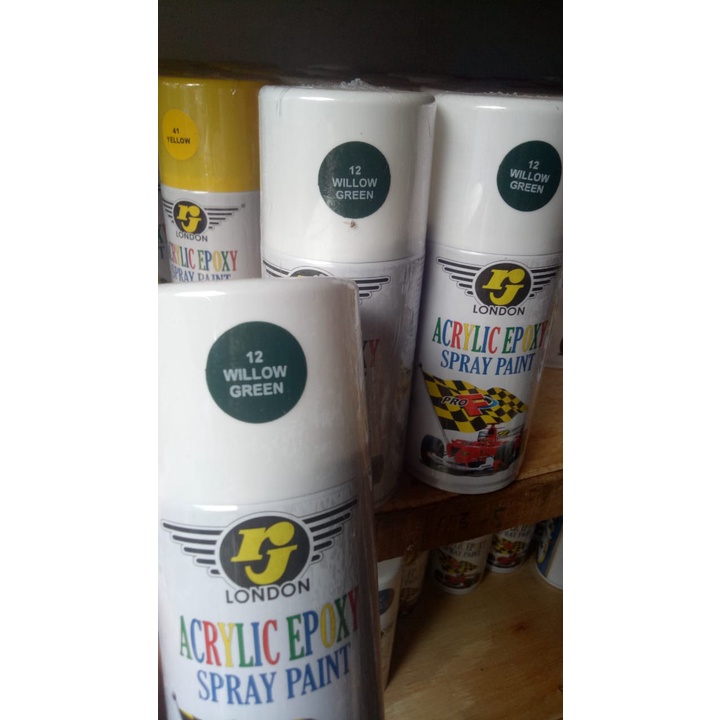 41
YELLOW
rj
LONDON
ACRYLIC EPOXY
SPRAY PAINT
12
WILLOW
GREEN
12
WILLOW
GREEN
rj
LONDON
ACRYLIC EPOXY
SPRAY PAINT
PRO F
12
WILLOW
GREEN
rj
LONDON
ACRYLIC EPOXY
SPRAY PAINT